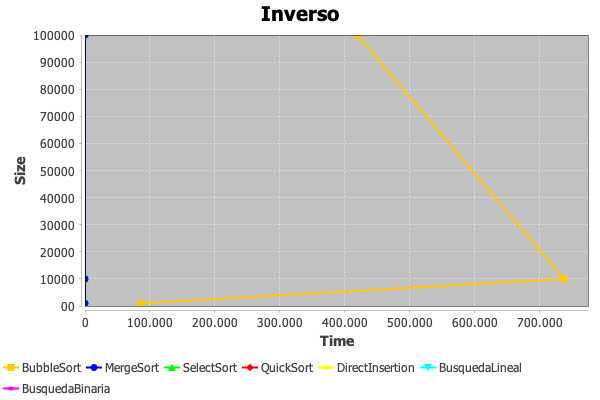 Inverso
100000
90000
80000
70000
60000
50000
40000
30000
20000
10000
00
Size
0 100.000 200.000 300.000 400.000 500.000 600.000 700.000
Time
BubbleSort MergeSort SelectSort QuickSort DirectInsertion BusquedaLineal
BusquedaBinaria